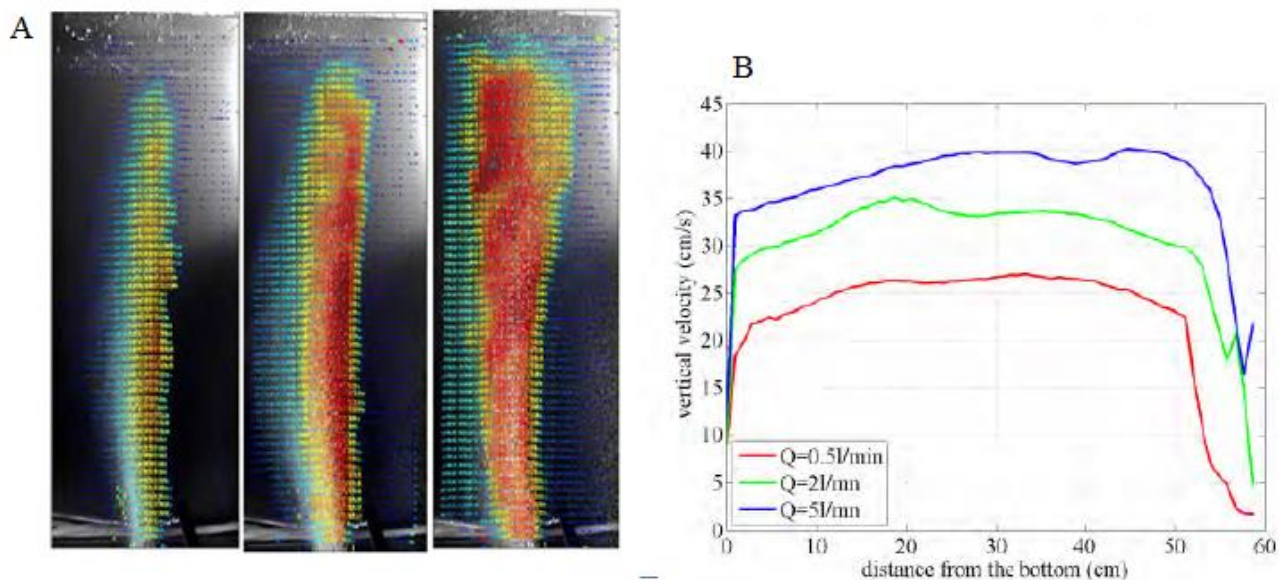 A
B
45
40
35
30
25
20
15
10
5
0
vertical velocity (cm/s)
Q=0.5l/min
Q=2l/mn
Q=5l/mn
0 10 20 30 40 50 60
distance from the bottom (cm)